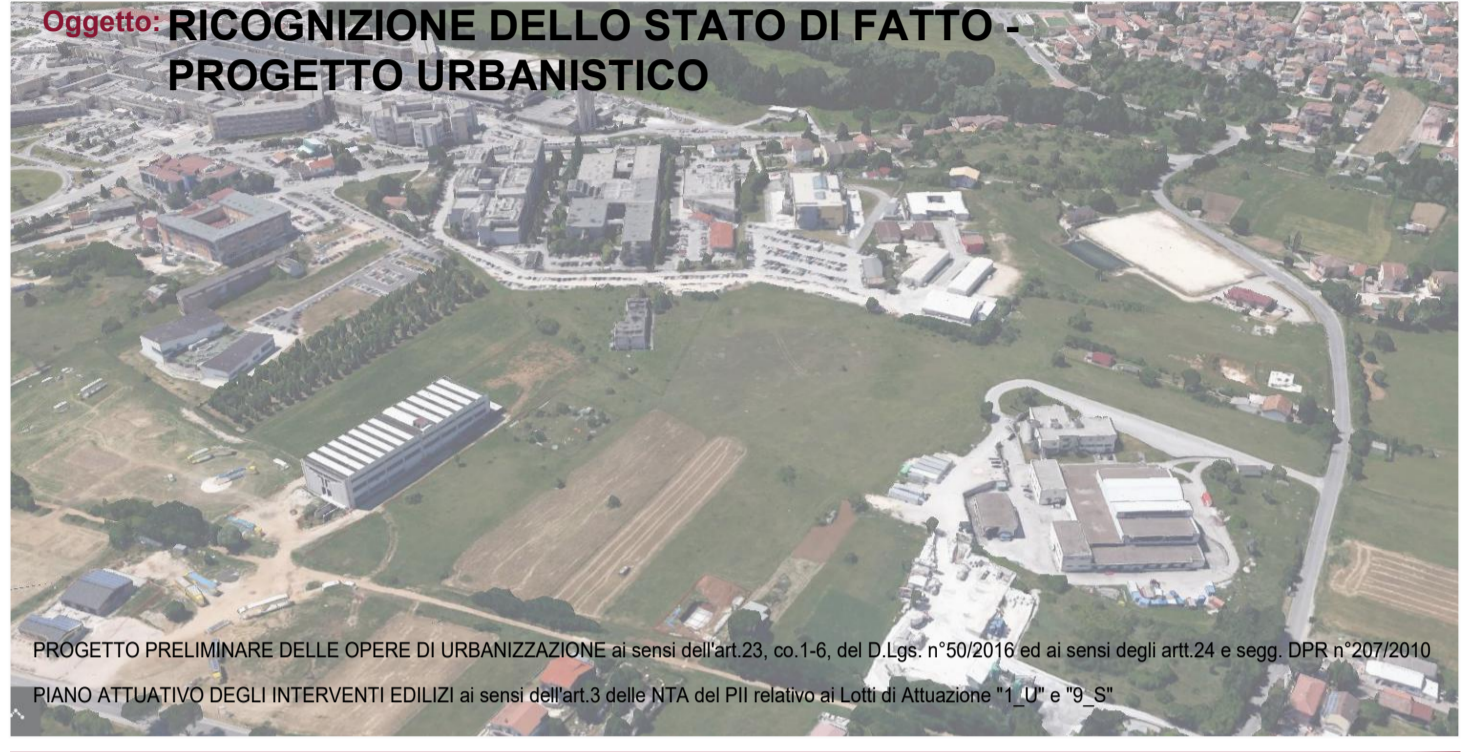 Oggetto: RICOGNIZIONE DELLO STATO DI FATTO -
PROGETTO URBANISTICO
PROGETTO PRELIMINARE DELLE OPERE DI URBANIZZAZIONE ai sensi dell'art.23, co.1-6, del D.Lgs. n°50/2016 ed ai sensi degli artt.24 e segg. DPR n°207/2010
PIANO ATTUATIVO DEGLI INTERVENTI EDILIZI ai sensi dell'art.3 delle NTA del PII relativo ai Lotti di Attuazione "1_U" e "9_S"